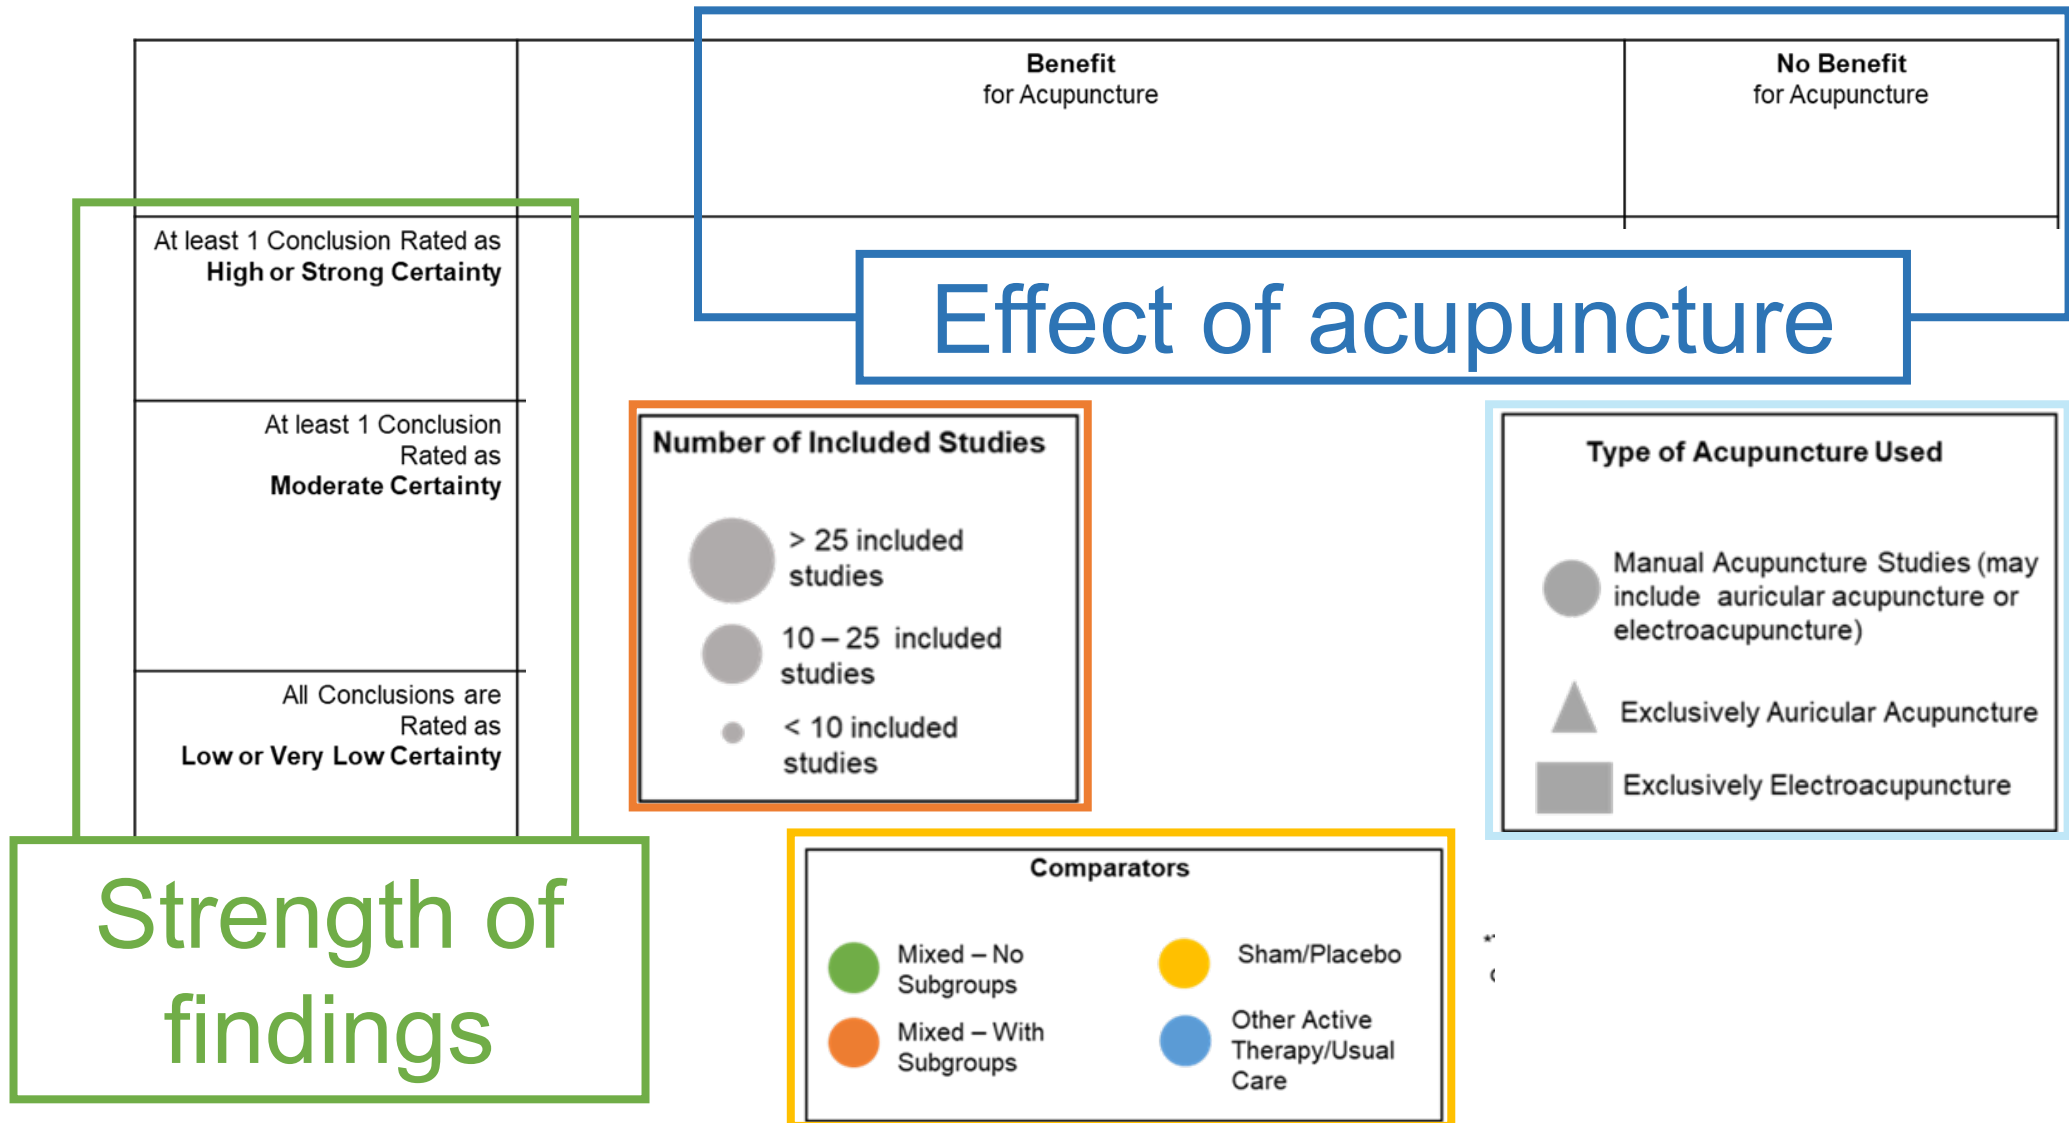 Benefit
for Acupuncture
No Benefit
for Acupuncture
At least 1 Conclusion Rated as
High or Strong Certainty
Effect of acupuncture
At least 1 Conclusion
Rated as
Moderate Certainty
All Conclusions are
Rated as
Low or Very Low Certainty
Strength of
findings
Number of Included Studies
> 25 included
studies
10 – 25 included
studies
< 10 included
studies
Type of Acupuncture Used
Manual Acupuncture Studies (may
include auricular acupuncture or
electroacupuncture)
Exclusively Auricular Acupuncture
Exclusively Electroacupuncture
Comparators
Mixed – No
Subgroups
Mixed – With
Subgroups
Sham/Placebo
Other Active
Therapy/Usual
Care